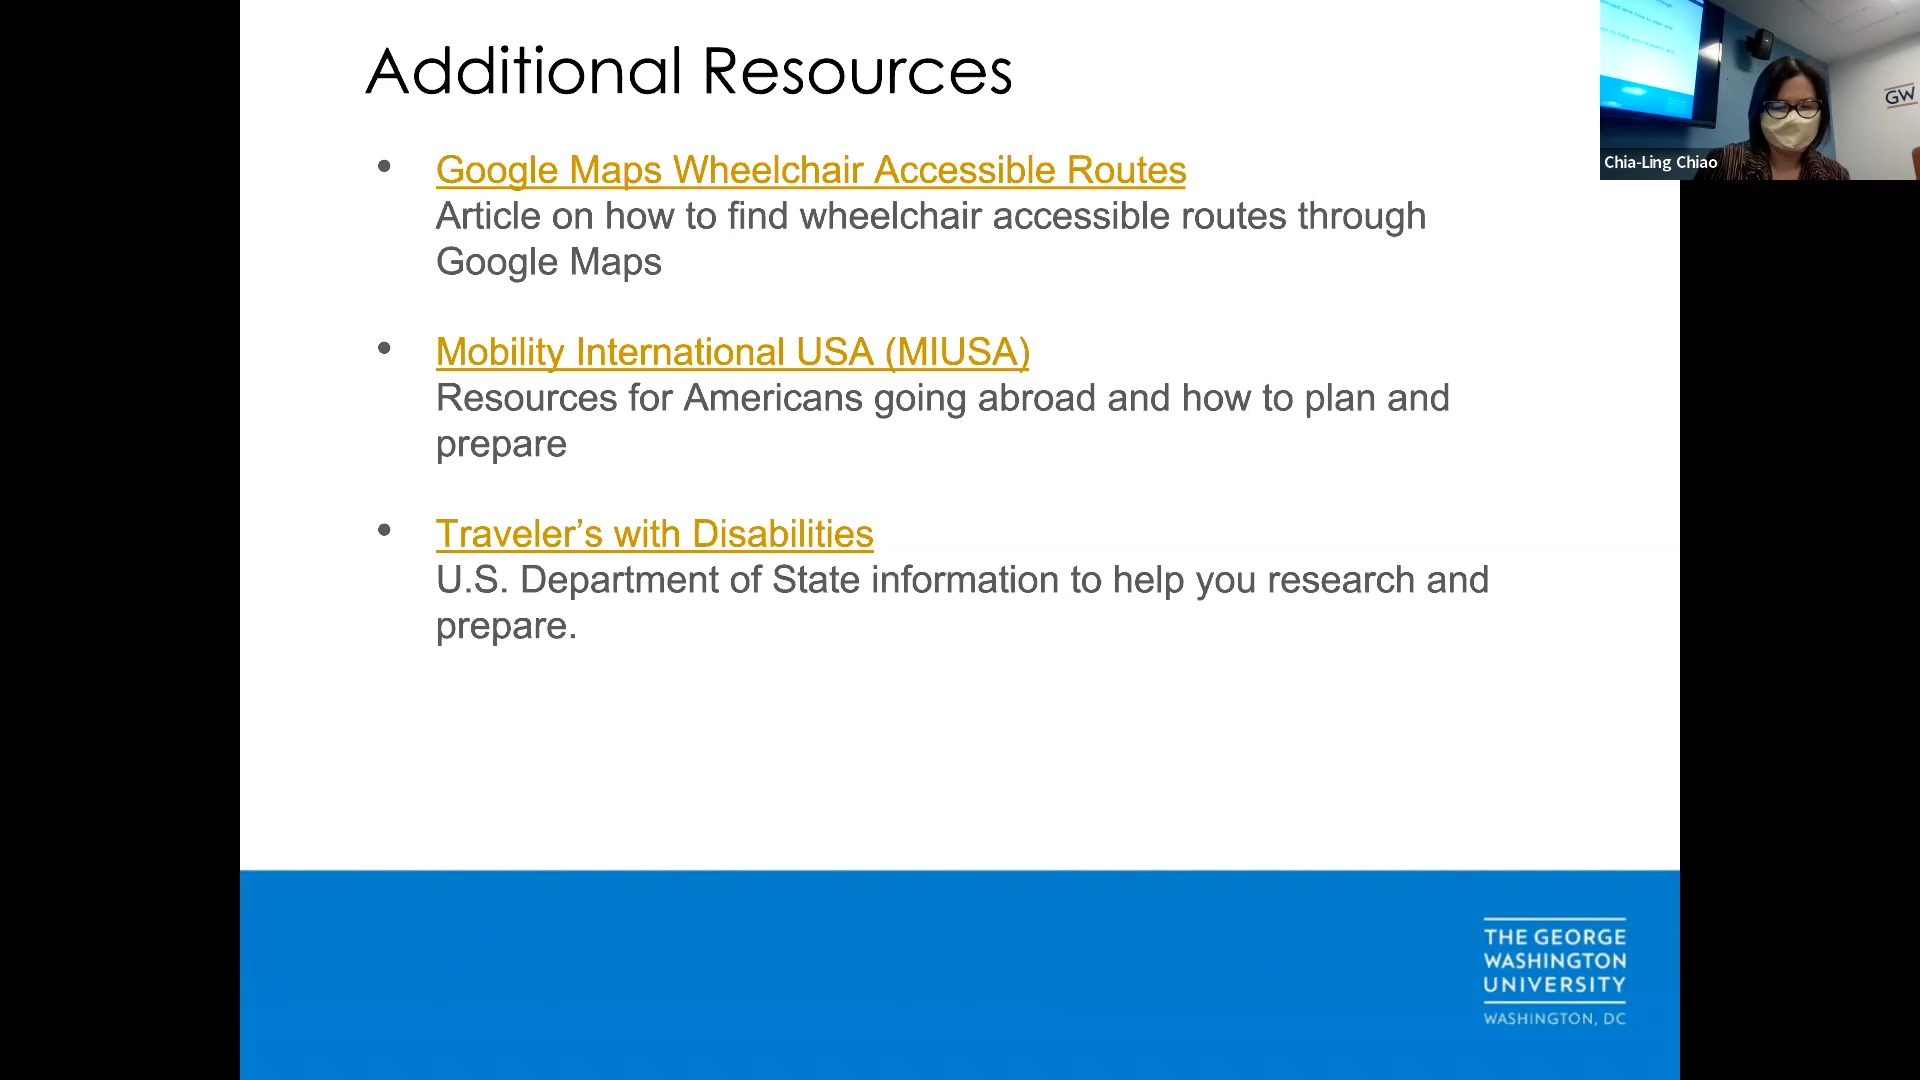 Additional Resources
• Google Maps Wheelchair Accessible Routes
Article on how to find wheelchair accessible routes through
Google Maps
• Mobility International USA (MIUSA)
Resources for Americans going abroad and how to plan and
prepare
• Traveler’s with Disabilities
U.S. Department of State information to help you research and
prepare.
GW
Chia-Ling Chiao
THE GEORGE
WASHINGTON
UNIVERSITY
WASHINGTON, DC